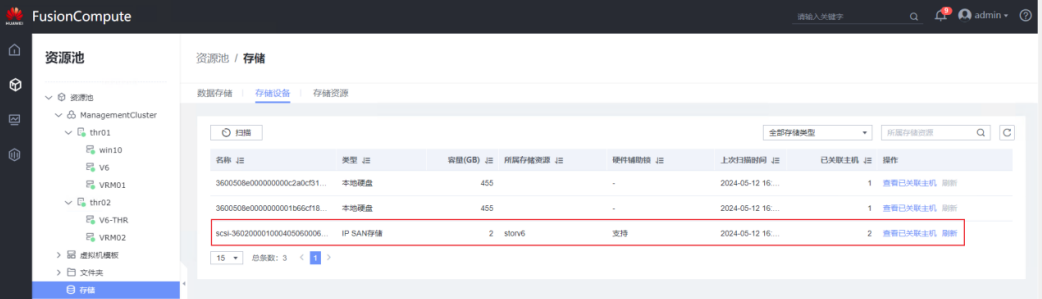 HUAWEI FusionCompute 请输入关键字 9 admin
资源池
资源池 / 存储
数据存储 存储设备 存储资源
资源池
ManagementCluster
thr01
win10
V6
VRM01
thr02
V6-THR
VRM02
虚拟机模板
文件夹
存储
扫描 全部存储类型 所属存储资源
名称 类型 容量(GB) 所属存储资源 硬件辅助锁 上次扫描时间 已关联主机 操作
3600508e000000000c2a0cf31... 本地硬盘 455 - 2024-05-12 16:... 1 查看已关联主机 刷新
3600508e0000000001b66cf18... 本地硬盘 455 - 2024-05-12 16:... 1 查看已关联主机 刷新
scsi-360200001000405060006... IP SAN存储 2 storv6 支持 2024-05-12 16:... 2 查看已关联主机 刷新
15 总条数: 3 < 1 >